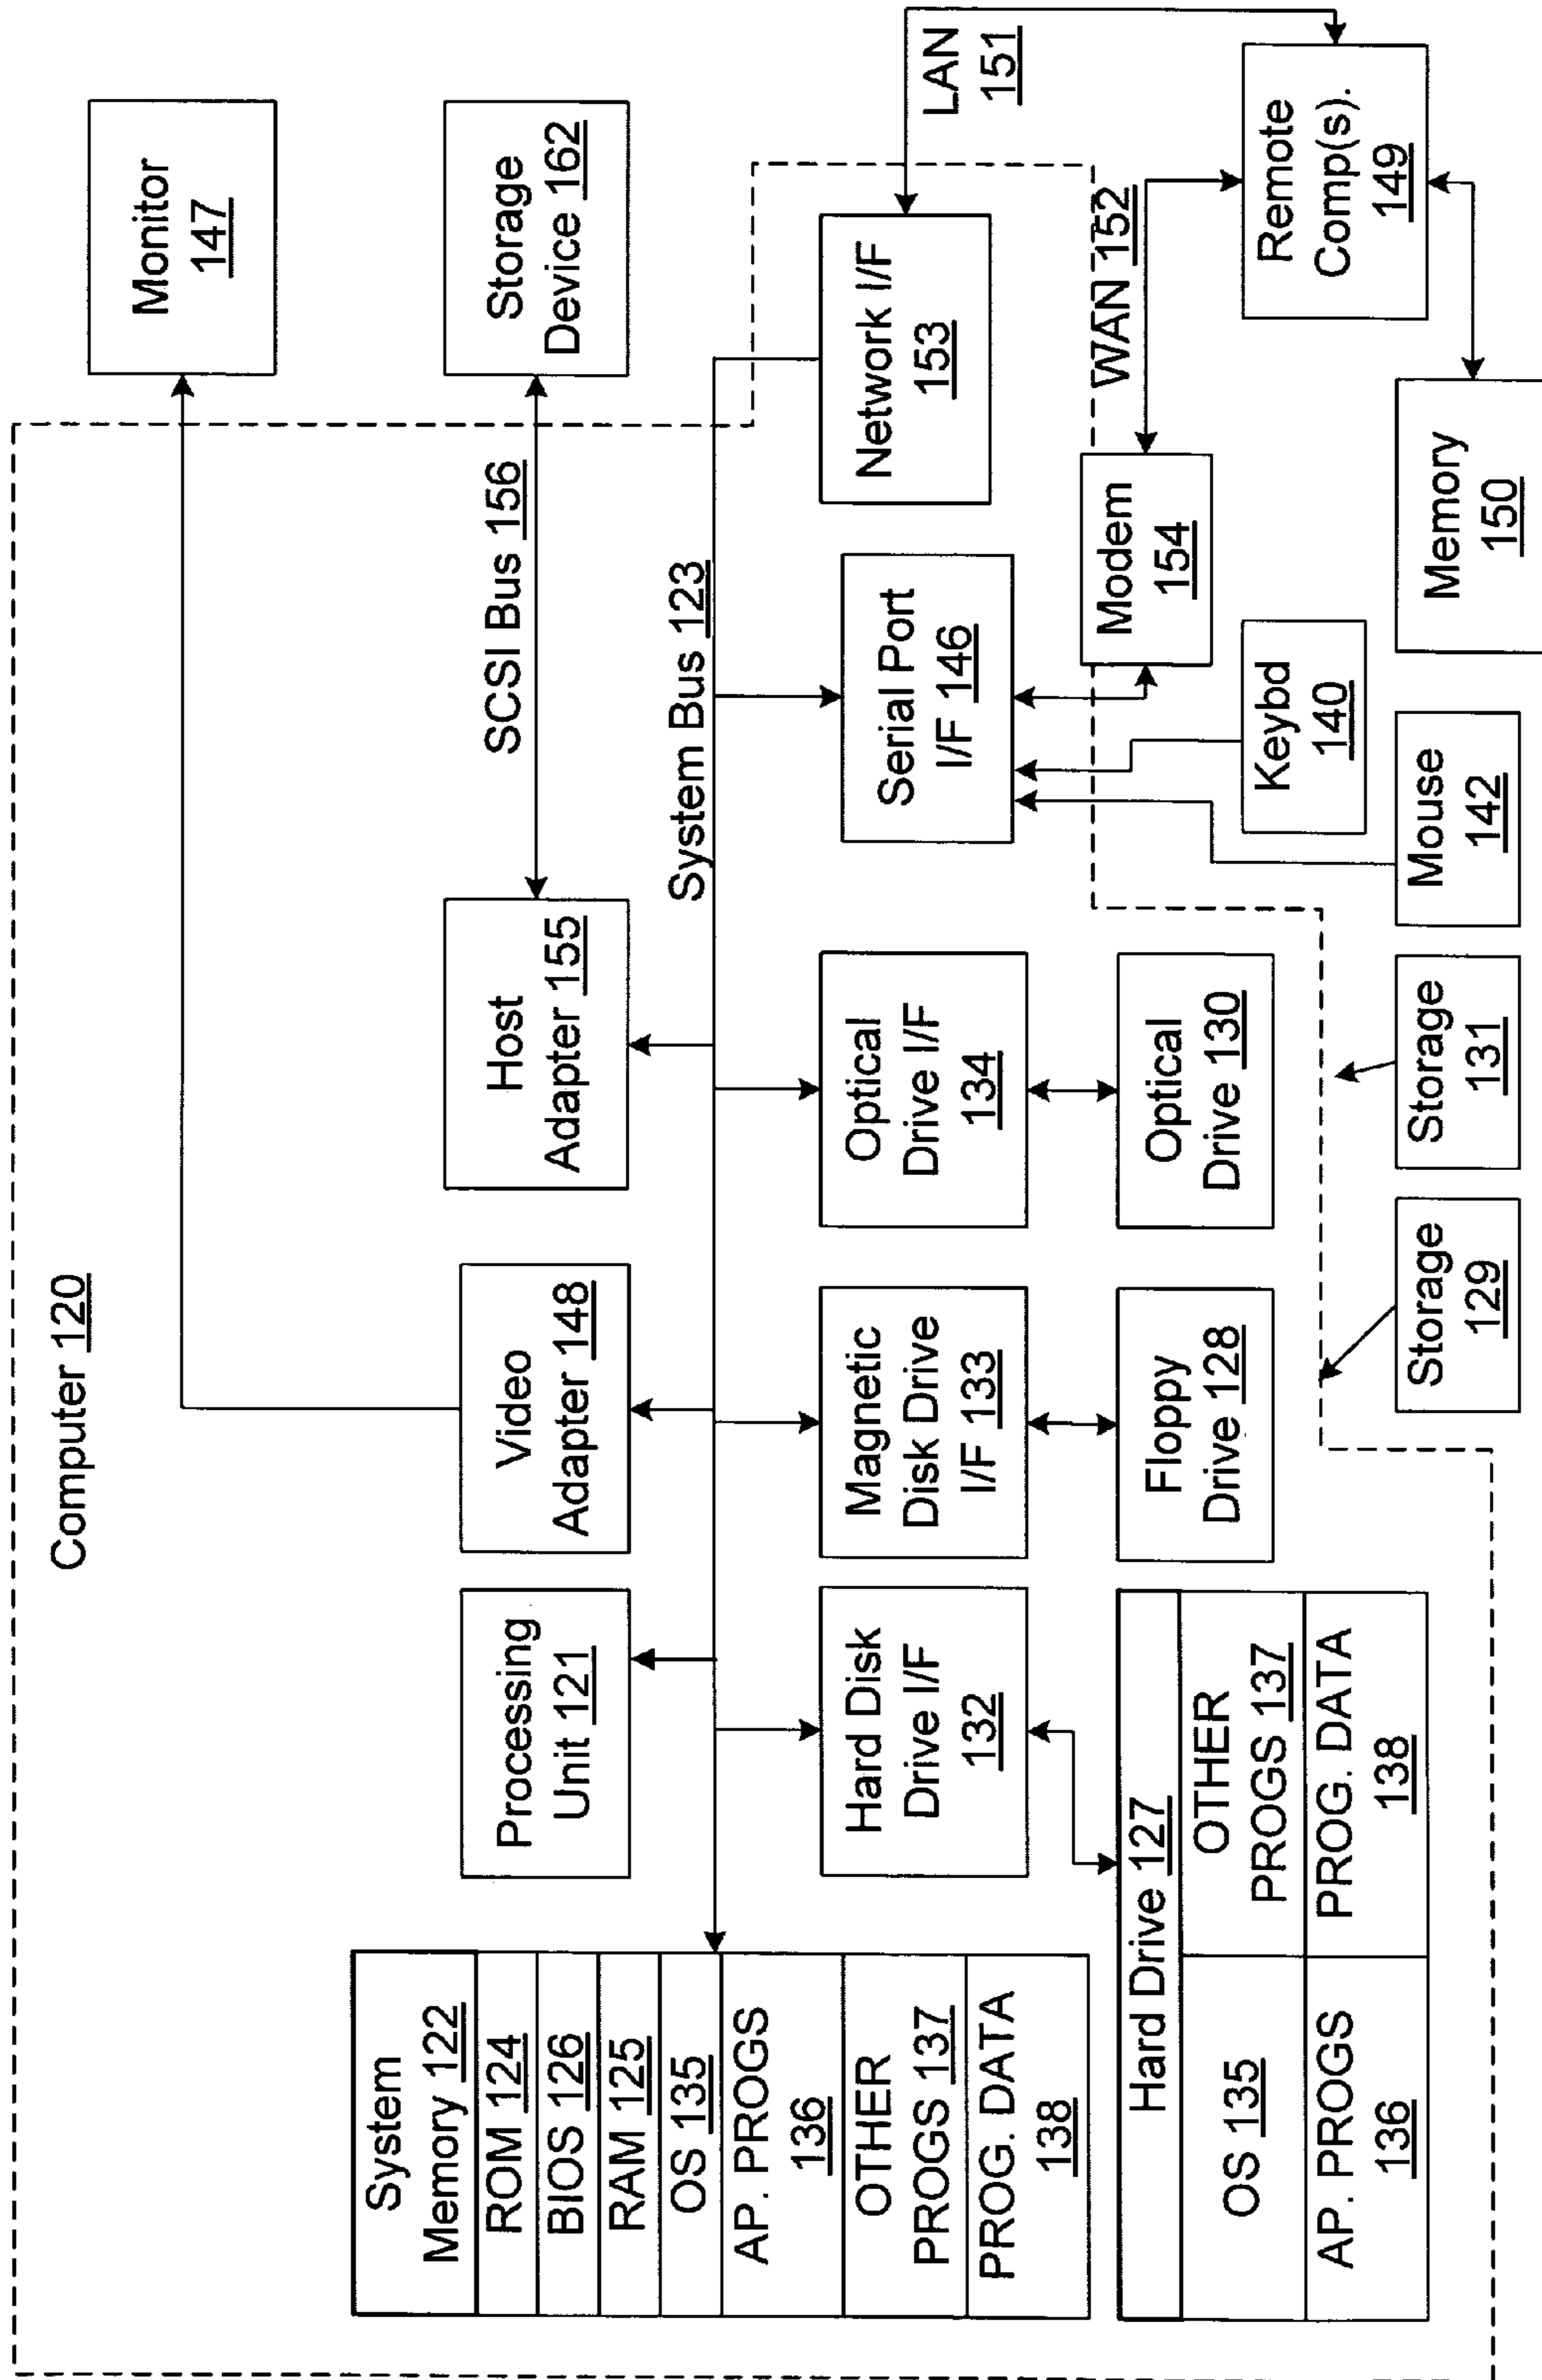 Computer 120
Monitor
147
System
Memory 122
ROM 124
BIOS 126
RAM 125
OS 135
AP. PROGS
136
OTHER
PROGS 137
PROG. DATA
138
Processing
Unit 121
Video
Adapter 148
Host
Adapter 155
SCSI Bus 156
Storage
Device 162
System Bus 123
Hard Disk
Drive I/F
132
Magnetic
Disk Drive
I/F 133
Optical
Drive I/F
134
Serial Port
I/F 146
Network I/F
153
LAN
151
Hard Drive 127
OS 135
OTHER
PROGS 137
AP. PROGS
136
PROG. DATA
138
Floppy
Drive 128
Optical
Drive 130
Modem
154
WAN 152
Remote
Comp(s).
149
Keybd
140
Storage
129
Storage
131
Mouse
142
Memory
150